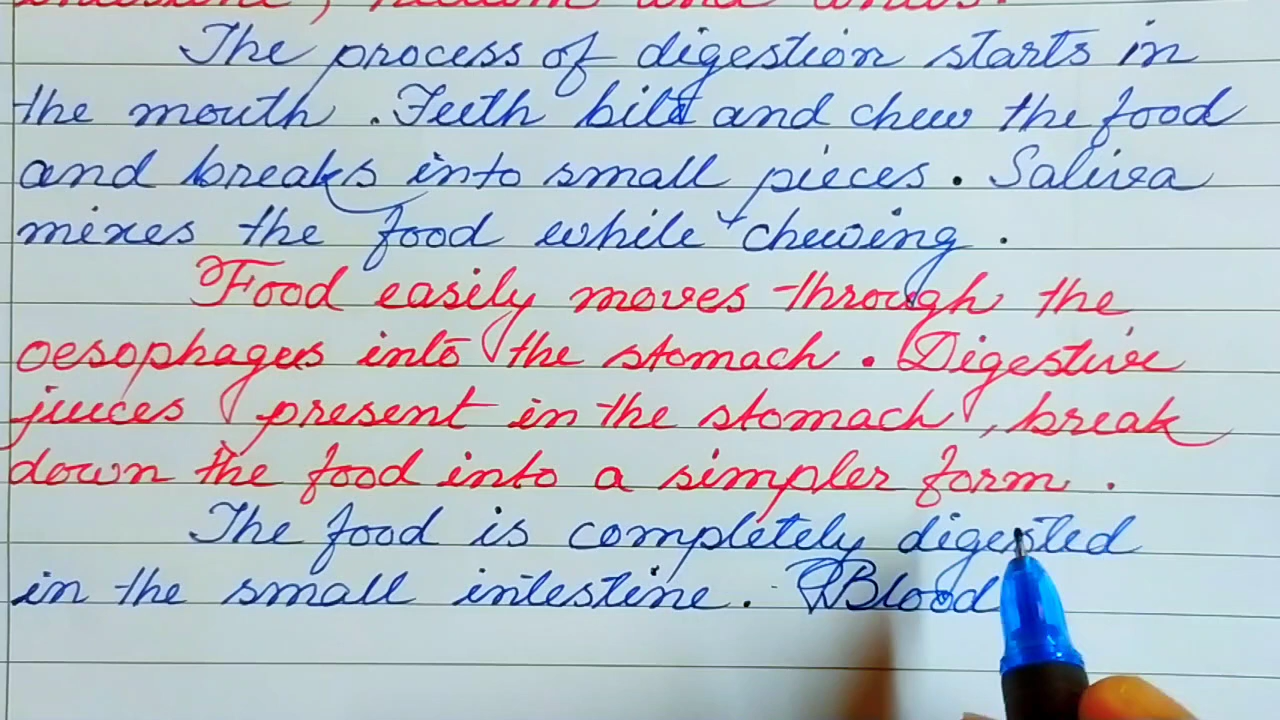 The process of digestion starts in
the mouth. Teeth bite and chew the food
and breaks into small pieces. Saliva
mixes the food while chewing.
Food easily moves through the
oesophagus into the stomach. Digestive
juices present in the stomach, break
down the food into a simpler form.
The food is completely digested
in the small intestine. Blood